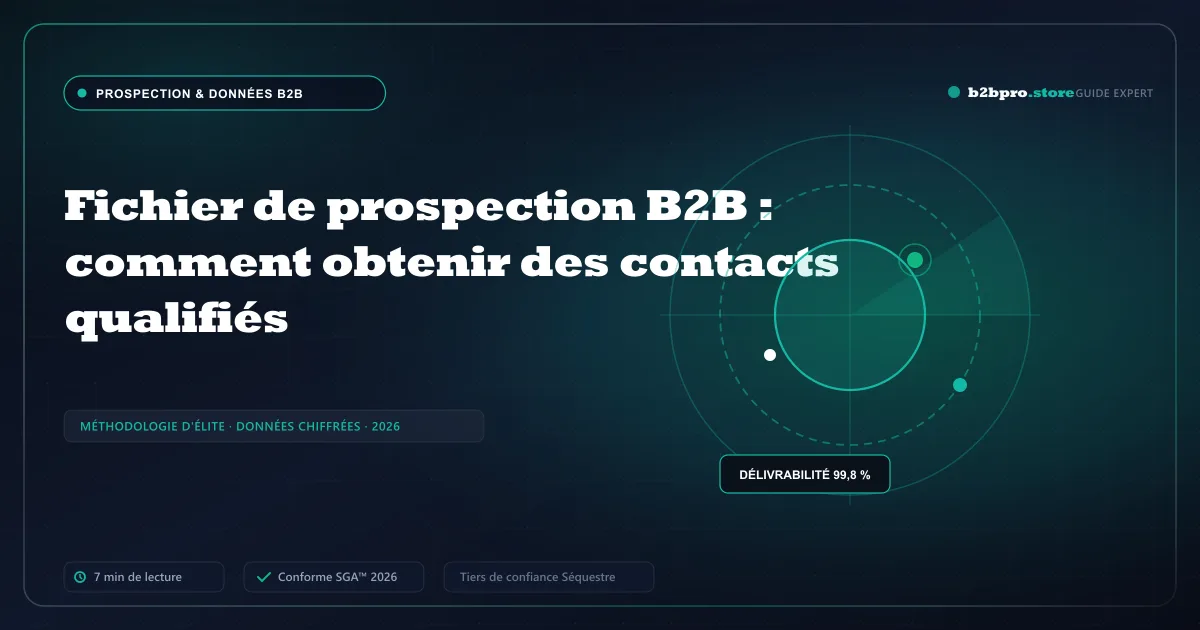 PROSPECTION & DONNÉES B2B
b2bpro.store GUIDE EXPERT
Fichier de prospection B2B :
comment obtenir des contacts
qualifiés
MÉTHODOLOGIE D'ÉLITE · DONNÉES CHIFFRÉES · 2026
DÉLIVRABILITÉ 99,8 %
7 min de lecture
Conforme SGA™ 2026
Tiers de confiance Séquestre